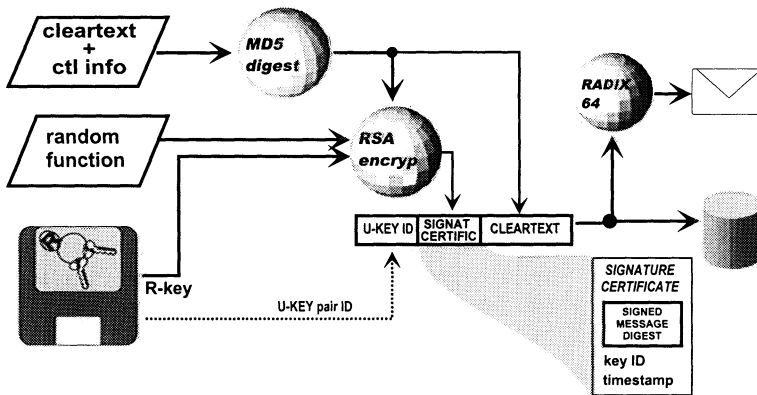 cleartext
+
ctl info
MD5
digest
RADIX
64
random
function
RSA
encryp
U-KEY ID
SIGNAT
CERTIFIC
CLEARTEXT
R-key
U-KEY pair ID
SIGNATURE
CERTIFICATE
SIGNED
MESSAGE
DIGEST
key ID
timestamp